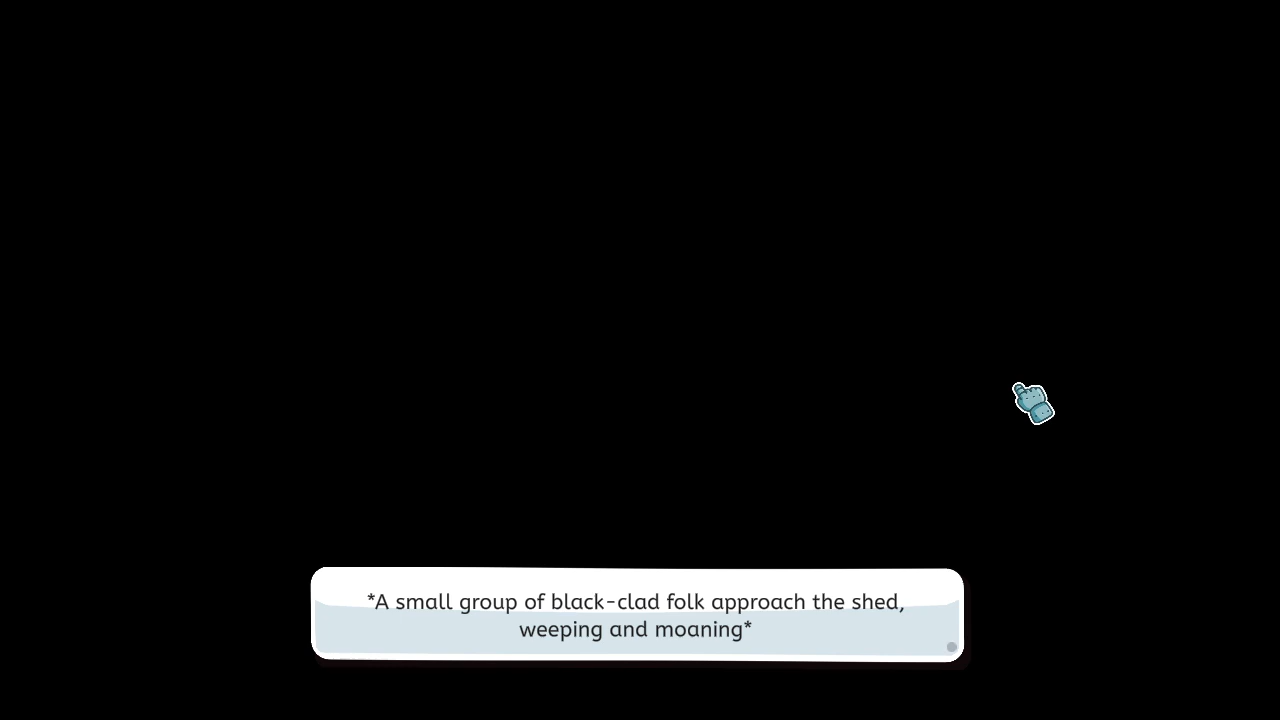 *A small group of black-clad folk approach the shed,
weeping and moaning*